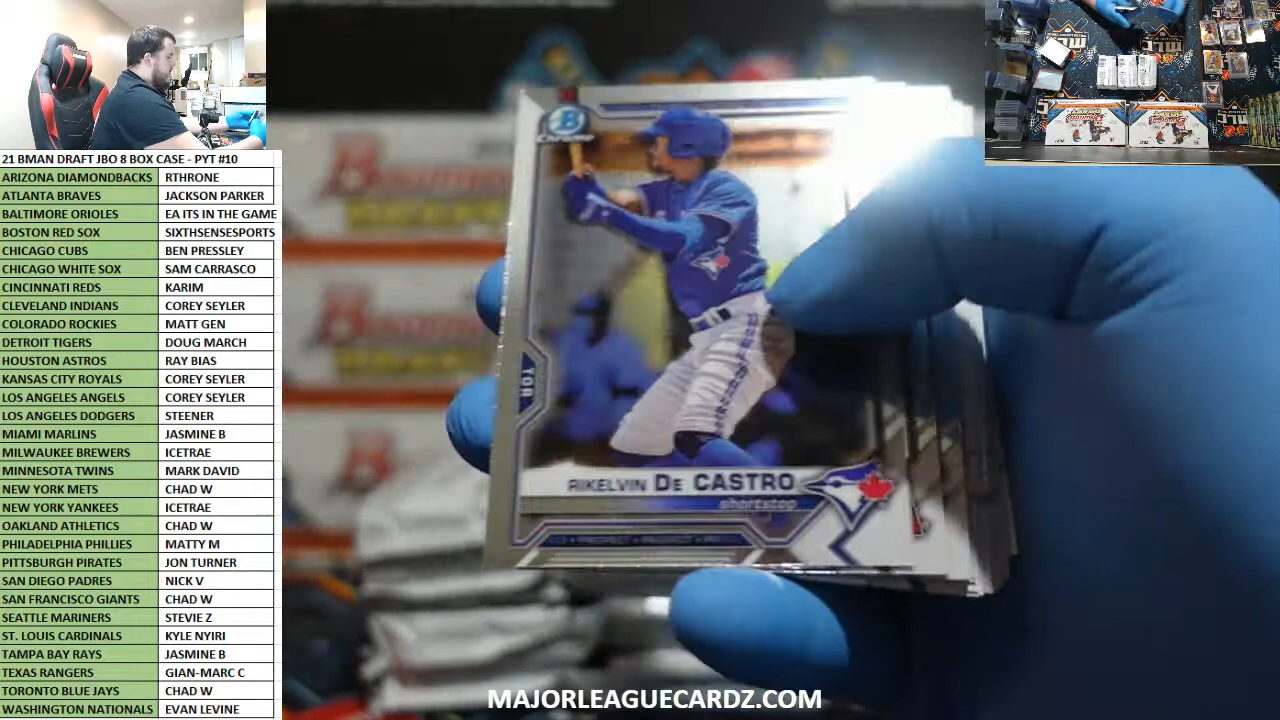 21 BMAN DRAFT JBO 8 BOX CASE - PYT #10
ARIZONA DIAMONDBACKS RTHRONE
ATLANTA BRAVES JACKSON PARKER
BALTIMORE ORIOLES EA ITS IN THE GAME
BOSTON RED SOX SIXTHSENSESPORTS
CHICAGO CUBS BEN PRESSLEY
CHICAGO WHITE SOX SAM CARRASCO
CINCINNATI REDS KARIM
CLEVELAND INDIANS COREY SEYLER
COLORADO ROCKIES MATT GEN
DETROIT TIGERS DOUG MARCH
HOUSTON ASTROS RAY BIAS
KANSAS CITY ROYALS COREY SEYLER
LOS ANGELES ANGELS COREY SEYLER
LOS ANGELES DODGERS STEENER
MIAMI MARLINS JASMINE B
MILWAUKEE BREWERS ICETRAE
MINNESOTA TWINS MARK DAVID
NEW YORK METS CHAD W
NEW YORK YANKEES ICETRAE
OAKLAND ATHLETICS CHAD W
PHILADELPHIA PHILLIES MATTY M
PITTSBURGH PIRATES JON TURNER
SAN DIEGO PADRES NICK V
SAN FRANCISCO GIANTS CHAD W
SEATTLE MARINERS STEVIE Z
ST. LOUIS CARDINALS KYLE NYIRI
TAMPA BAY RAYS JASMINE B
TEXAS RANGERS GIAN-MARC C
TORONTO BLUE JAYS CHAD W
WASHINGTON NATIONALS EVAN LEVINE
B
CHROME
TOR
RIKELVIN DE CASTRO
shortstop
MAJORLEAGUECARDZ.COM